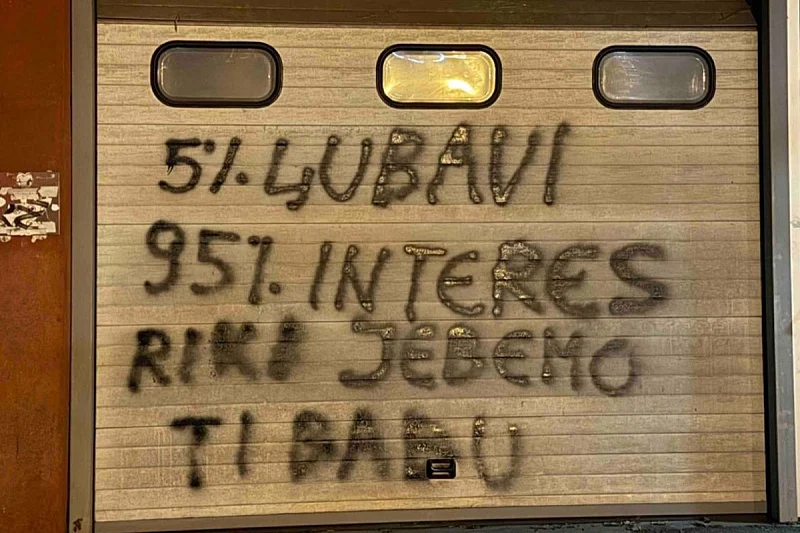 5% LJUBAVI
95% INTERES
RIKI JEBEMO
TI BABU